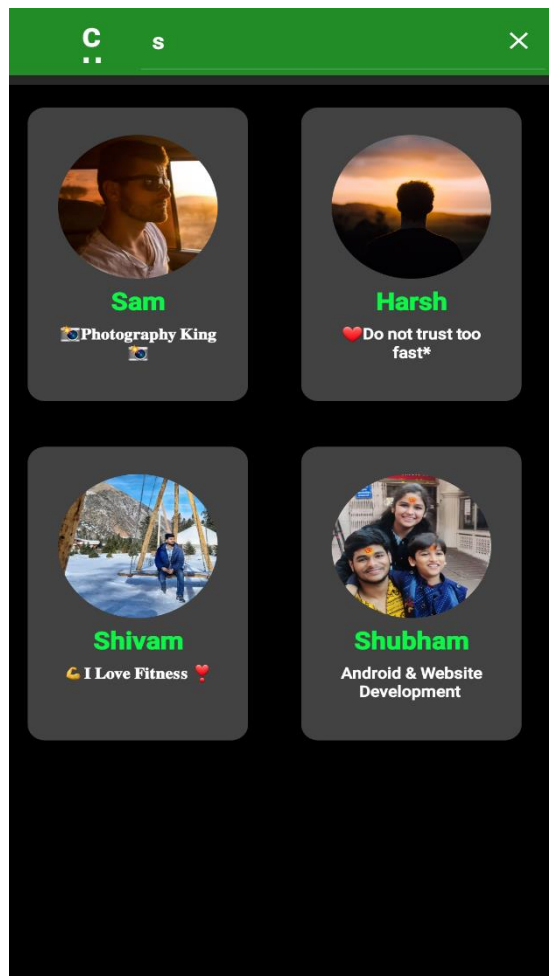 C..
s
Sam
📸Photography King
📸
Harsh
❤️Do not trust too
fast*
Shivam
💪I Love Fitness ❣️
Shubham
Android & Website
Development